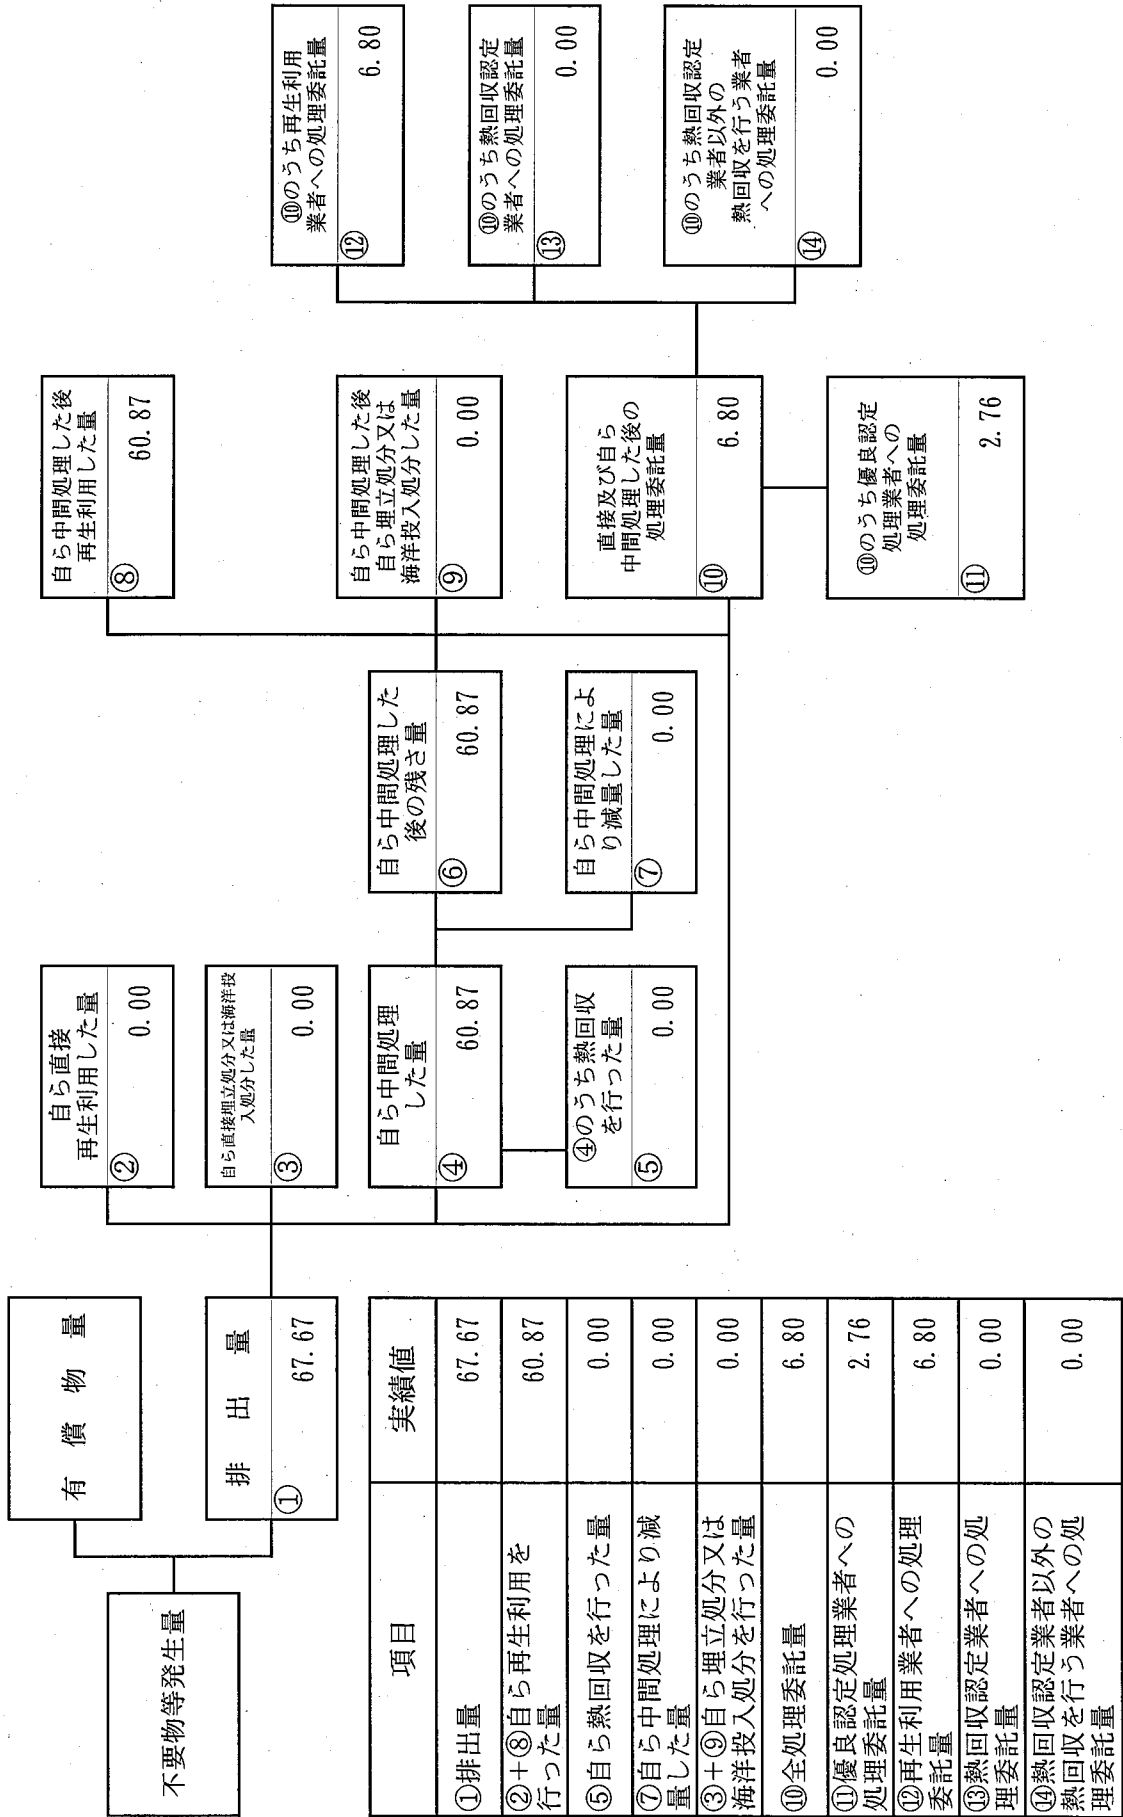 不要物等発生量
有償物量
排出量
① 67.67
自ら直接
再生利用した量
② 0.00
自ら直接埋立処分又は海洋投
入処分した量
③ 0.00
自ら中間処理
した量
④ 60.87
④のうち熱回収
を行った量
⑤ 0.00
自ら中間処理した
後の残さ量
⑥ 60.87
自ら中間処理によ
り減量した量
⑦ 0.00
自ら中間処理した後
再生利用した量
⑧ 60.87
自ら中間処理した後
自ら埋立処分又は
海洋投入処分した量
⑨ 0.00
直接及び自ら
中間処理した後の
処理委託量
⑩ 6.80
⑩のうち優良認定
処理業者への
処理委託量
⑪ 2.76
⑩のうち再生利用
業者への処理委託量
⑫ 6.80
⑩のうち熱回収認定
業者への処理委託量
⑬ 0.00
⑩のうち熱回収認定
業者以外の
熱回収を行う業者
への処理委託量
⑭ 0.00
項目 実績値
①排出量 67.67
②+⑧自ら再生利用を
行った量 60.87
⑤自ら熱回収を行った量 0.00
⑦自ら中間処理により減
量した量 0.00
③+⑨自ら埋立処分又は
海洋投入処分を行った量 0.00
⑩全処理委託量 6.80
⑪優良認定処理業者への
処理委託量 2.76
⑫再生利用業者への処理
委託量 6.80
⑬熱回収認定業者への処
理委託量 0.00
⑭熱回収認定業者以外の
熱回収を行う業者への処
理委託量 0.00